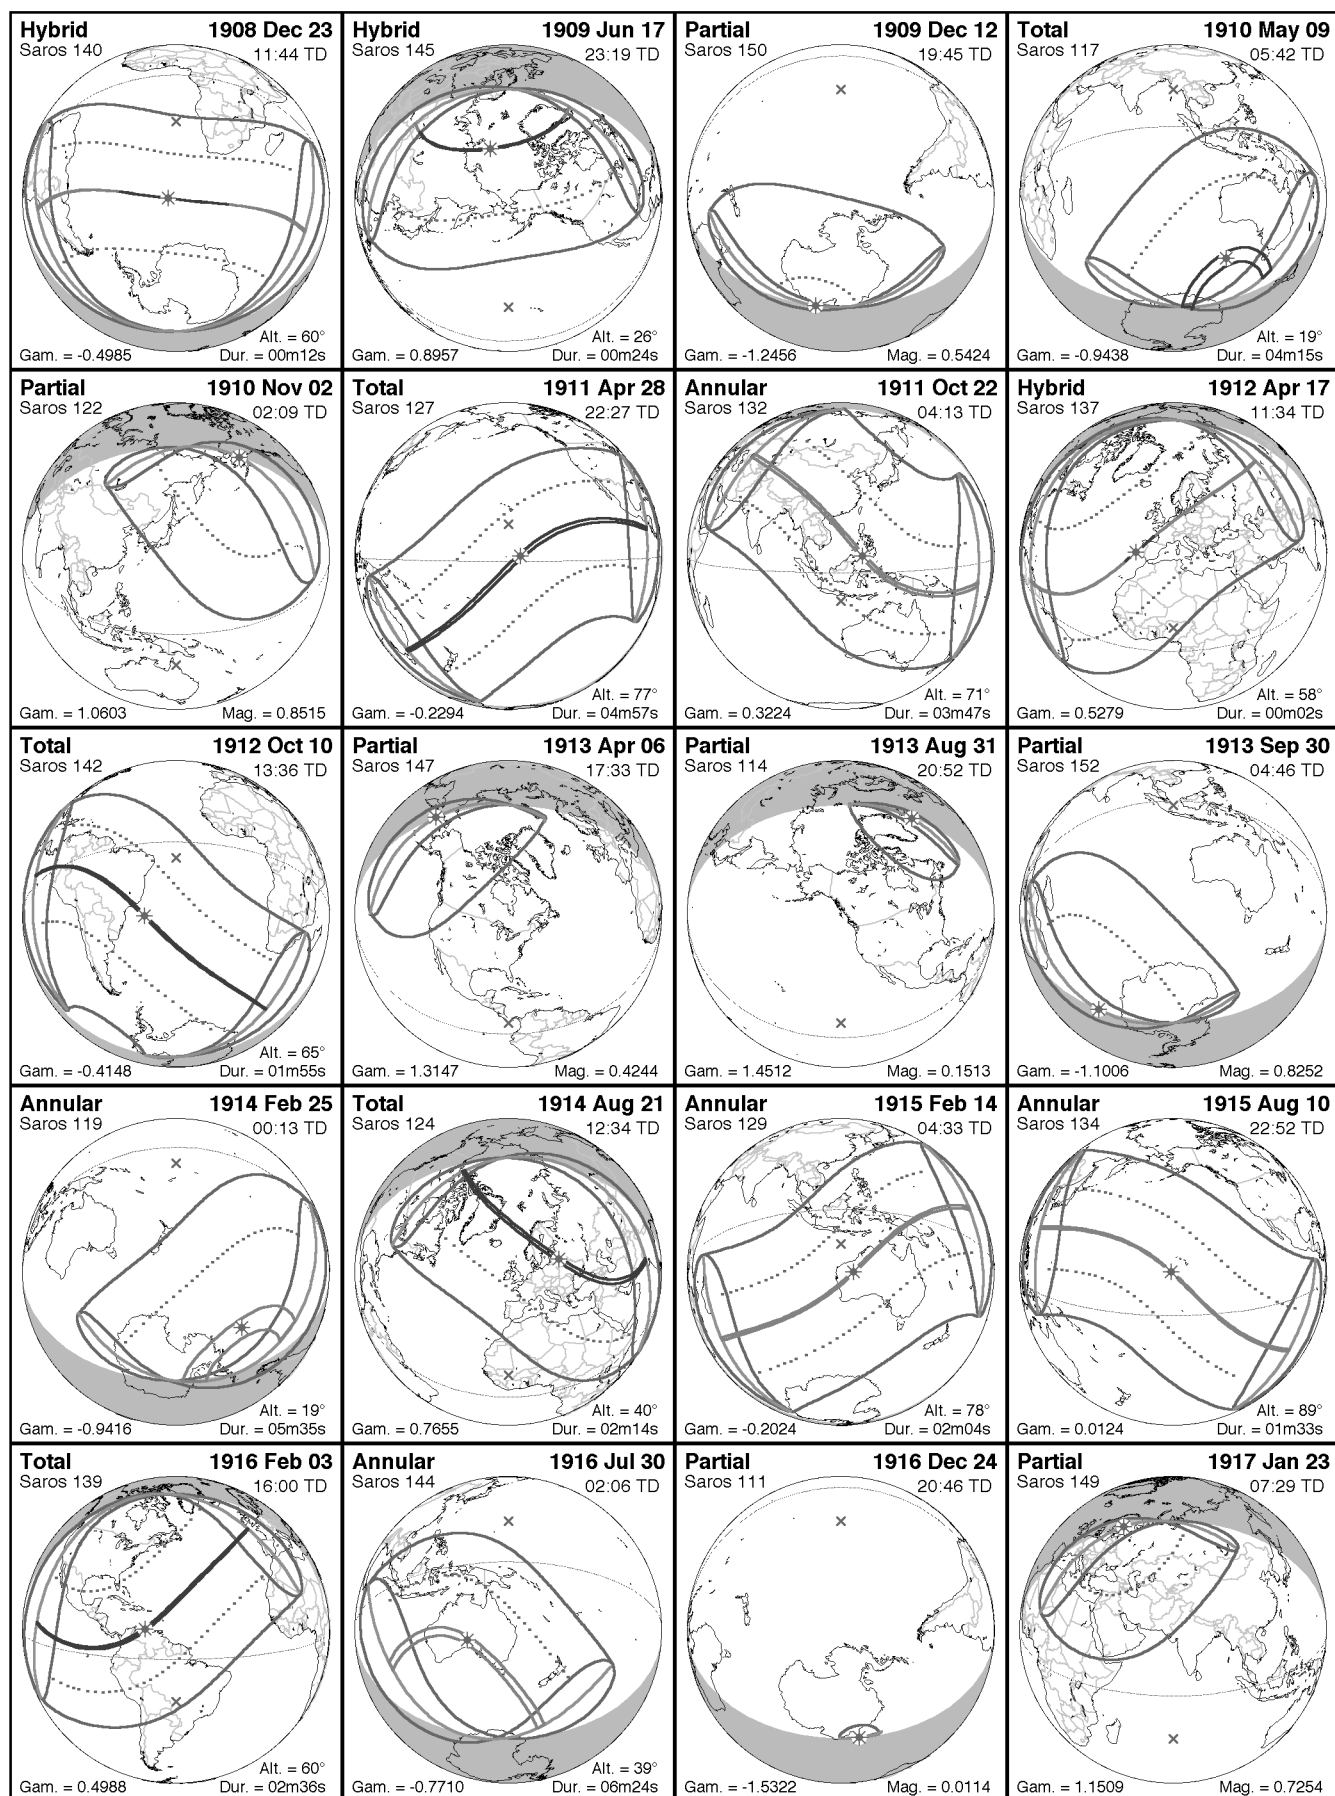 Hybrid 1908 Dec 23
Saros 140 11:44 TD
Alt. = 60°
Gam. = -0.4985 Dur. = 00m12s
Hybrid 1909 Jun 17
Saros 145 23:19 TD
Alt. = 26°
Gam. = 0.8957 Dur. = 00m24s
Partial 1909 Dec 12
Saros 150 19:45 TD
Gam. = -1.2456 Mag. = 0.5424
Total 1910 May 09
Saros 117 05:42 TD
Alt. = 19°
Gam. = -0.9438 Dur. = 04m15s
Partial 1910 Nov 02
Saros 122 02:09 TD
Gam. = 1.0603 Mag. = 0.8515
Total 1911 Apr 28
Saros 127 22:27 TD
Alt. = 77°
Gam. = -0.2294 Dur. = 04m57s
Annular 1911 Oct 22
Saros 132 04:13 TD
Alt. = 71°
Gam. = 0.3224 Dur. = 03m47s
Hybrid 1912 Apr 17
Saros 137 11:34 TD
Alt. = 58°
Gam. = 0.5279 Dur. = 00m02s
Total 1912 Oct 10
Saros 142 13:36 TD
Alt. = 65°
Gam. = -0.4148 Dur. = 01m55s
Partial 1913 Apr 06
Saros 147 17:33 TD
Gam. = 1.3147 Mag. = 0.4244
Partial 1913 Aug 31
Saros 114 20:52 TD
Gam. = 1.4512 Mag. = 0.1513
Partial 1913 Sep 30
Saros 152 04:46 TD
Gam. = -1.1006 Mag. = 0.8252
Annular 1914 Feb 25
Saros 119 00:13 TD
Alt. = 19°
Gam. = -0.9416 Dur. = 05m35s
Total 1914 Aug 21
Saros 124 12:34 TD
Alt. = 40°
Gam. = 0.7655 Dur. = 02m14s
Annular 1915 Feb 14
Saros 129 04:33 TD
Alt. = 78°
Gam. = -0.2024 Dur. = 02m04s
Annular 1915 Aug 10
Saros 134 22:52 TD
Alt. = 89°
Gam. = 0.0124 Dur. = 01m33s
Total 1916 Feb 03
Saros 139 16:00 TD
Alt. = 60°
Gam. = 0.4988 Dur. = 02m36s
Annular 1916 Jul 30
Saros 144 02:06 TD
Alt. = 39°
Gam. = -0.7710 Dur. = 06m24s
Partial 1916 Dec 24
Saros 111 20:46 TD
Gam. = -1.5322 Mag. = 0.0114
Partial 1917 Jan 23
Saros 149 07:29 TD
Gam. = 1.1509 Mag. = 0.7254